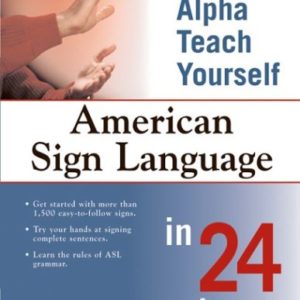 Alpha
Teach
Yourself
American
Sign Language
• Get started with more than
1,500 easy-to-follow signs.
• Try your hands at signing
complete sentences.
• Learn the rules of ASL
grammar.
in
24